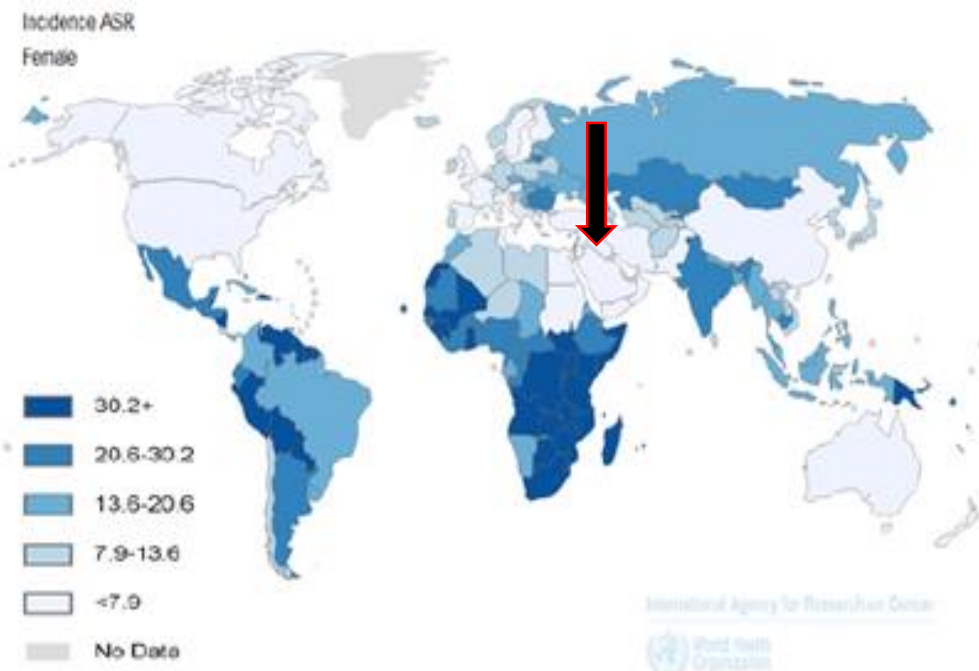 Incidence ASR
Female
30.2+
20.6-30.2
13.6-20.6
7.9-13.6
<7.9
No Data
International Agency for Research on Cancer
World Health
Organization